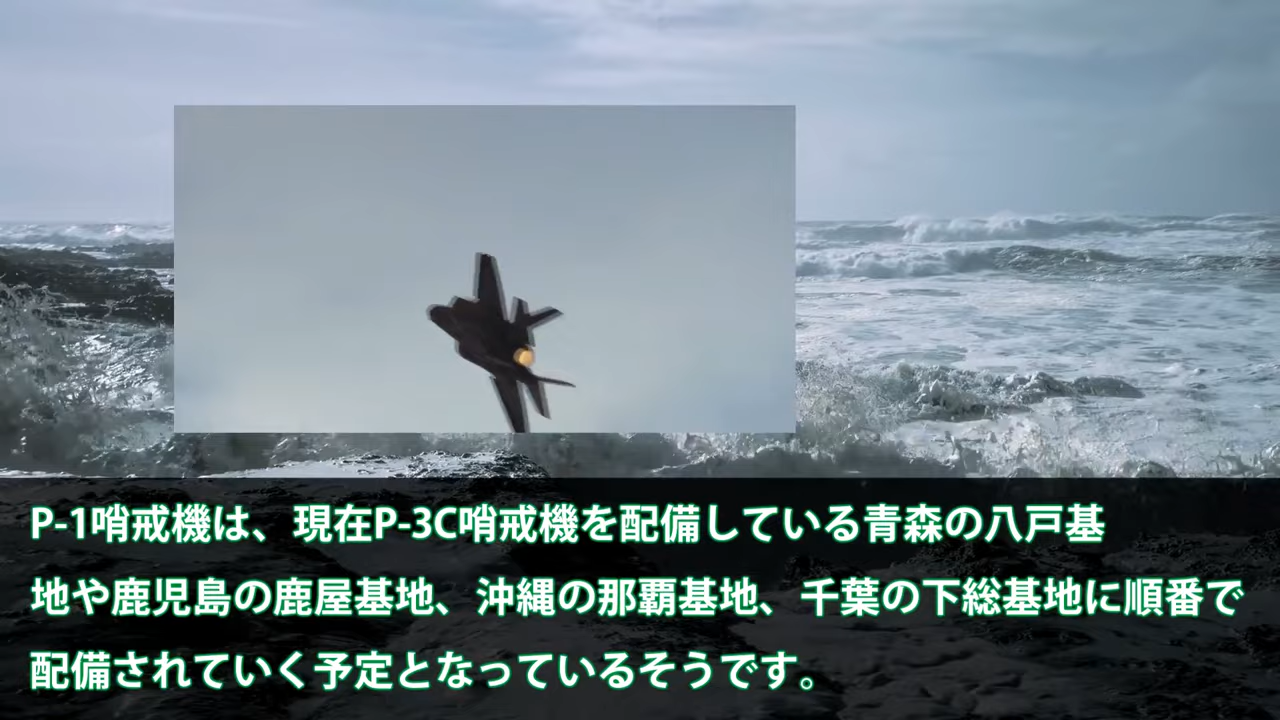 P-1哨戒機は、現在P-3C哨戒機を配備している青森の八戸基
地や鹿児島の鹿屋基地、沖縄の那覇基地、千葉の下総基地に順番で
配備されていく予定となっているそうです。